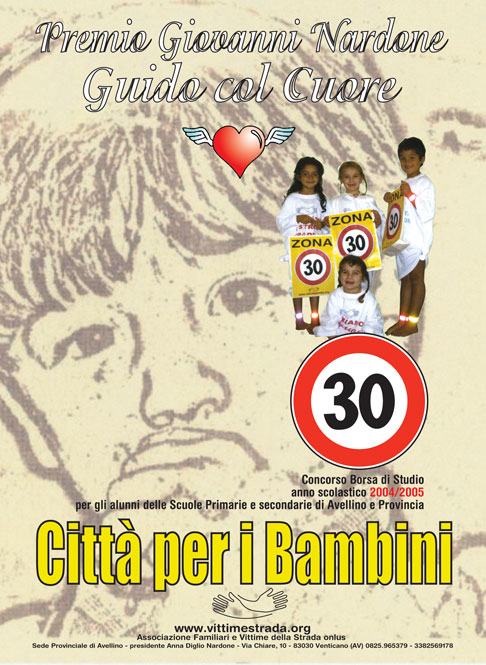 Premio Giovanni Nardone
Guido col Cuore
ZONA
30
ZONA
30
30
30
Concorso Borsa di Studio
anno scolastico 2004/2005
per gli alunni delle Scuole Primarie e secondarie di Avellino e Provincia
Città per i Bambini
www.vittimestrada.org
Associazione Familiari e Vittime della Strada onlus
Sede Provinciale di Avellino - presidente Anna Diglio Nardone - Via Chiare, 10 - 83030 Venticano (AV) 0825.965379 - 3382569178